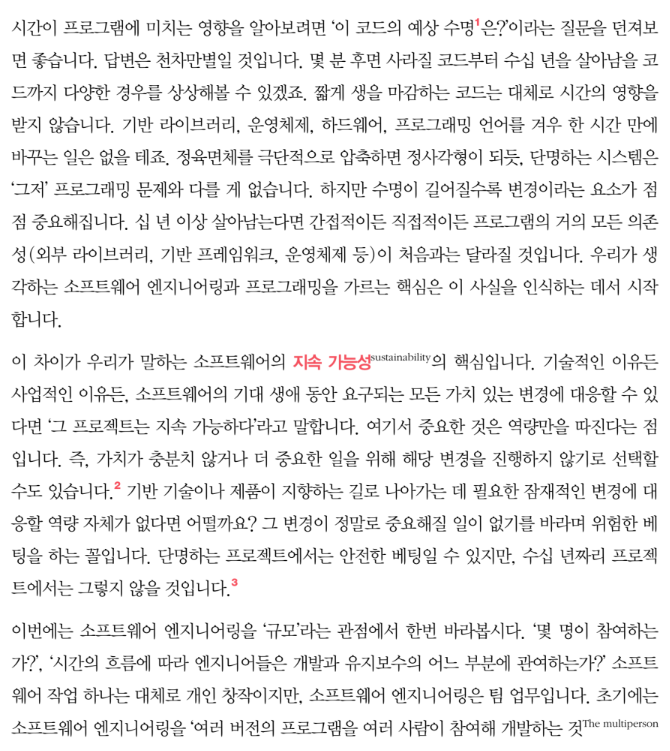 시간이 프로그램에 미치는 영향을 알아보려면 ‘이 코드의 예상 수명1은?’이라는 질문을 던져보
면 좋습니다. 답변은 천차만별일 것입니다. 몇 분 후면 사라질 코드부터 수십 년을 살아남을 코
드까지 다양한 경우를 상상해볼 수 있겠죠. 짧게 생을 마감하는 코드는 대체로 시간의 영향을
받지 않습니다. 기반 라이브러리, 운영체제, 하드웨어, 프로그래밍 언어를 겨우 한 시간 만에
바꾸는 일은 없을 테죠. 정육면체를 극단적으로 압축하면 정사각형이 되듯, 단명하는 시스템은
‘그저’ 프로그래밍 문제와 다를 게 없습니다. 하지만 수명이 길어질수록 변경이라는 요소가 점
점 중요해집니다. 십 년 이상 살아남는다면 간접적이든 직접적이든 프로그램의 거의 모든 의존
성(외부 라이브러리, 기반 프레임워크, 운영체제 등)이 처음과는 달라질 것입니다. 우리가 생
각하는 소프트웨어 엔지니어링과 프로그래밍을 가르는 핵심은 이 사실을 인식하는 데서 시작
합니다.
이 차이가 우리가 말하는 소프트웨어의 지속 가능성sustainability의 핵심입니다. 기술적인 이유든
사업적인 이유든, 소프트웨어의 기대 생애 동안 요구되는 모든 가치 있는 변경에 대응할 수 있
다면 ‘그 프로젝트는 지속 가능하다’라고 말합니다. 여기서 중요한 것은 역량만을 따진다는 점
입니다. 즉, 가치가 충분치 않거나 더 중요한 일을 위해 해당 변경을 진행하지 않기로 선택할
수도 있습니다.2 기반 기술이나 제품이 지향하는 길로 나아가는 데 필요한 잠재적인 변경에 대
응할 역량 자체가 없다면 어떨까요? 그 변경이 정말로 중요해질 일이 없기를 바라며 위험한 베
팅을 하는 꼴입니다. 단명하는 프로젝트에서는 안전한 베팅일 수 있지만, 수십 년짜리 프로젝
트에서는 그렇지 않을 것입니다.3
이번에는 소프트웨어 엔지니어링을 ‘규모’라는 관점에서 한번 바라봅시다. ‘몇 명이 참여하는
가?’, ‘시간의 흐름에 따라 엔지니어들은 개발과 유지보수의 어느 부분에 관여하는가?’ 소프트
웨어 작업 하나는 대체로 개인 창작이지만, 소프트웨어 엔지니어링은 팀 업무입니다. 초기에는
소프트웨어 엔지니어링을 ‘여러 버전의 프로그램을 여러 사람이 참여해 개발하는 것The multiperson